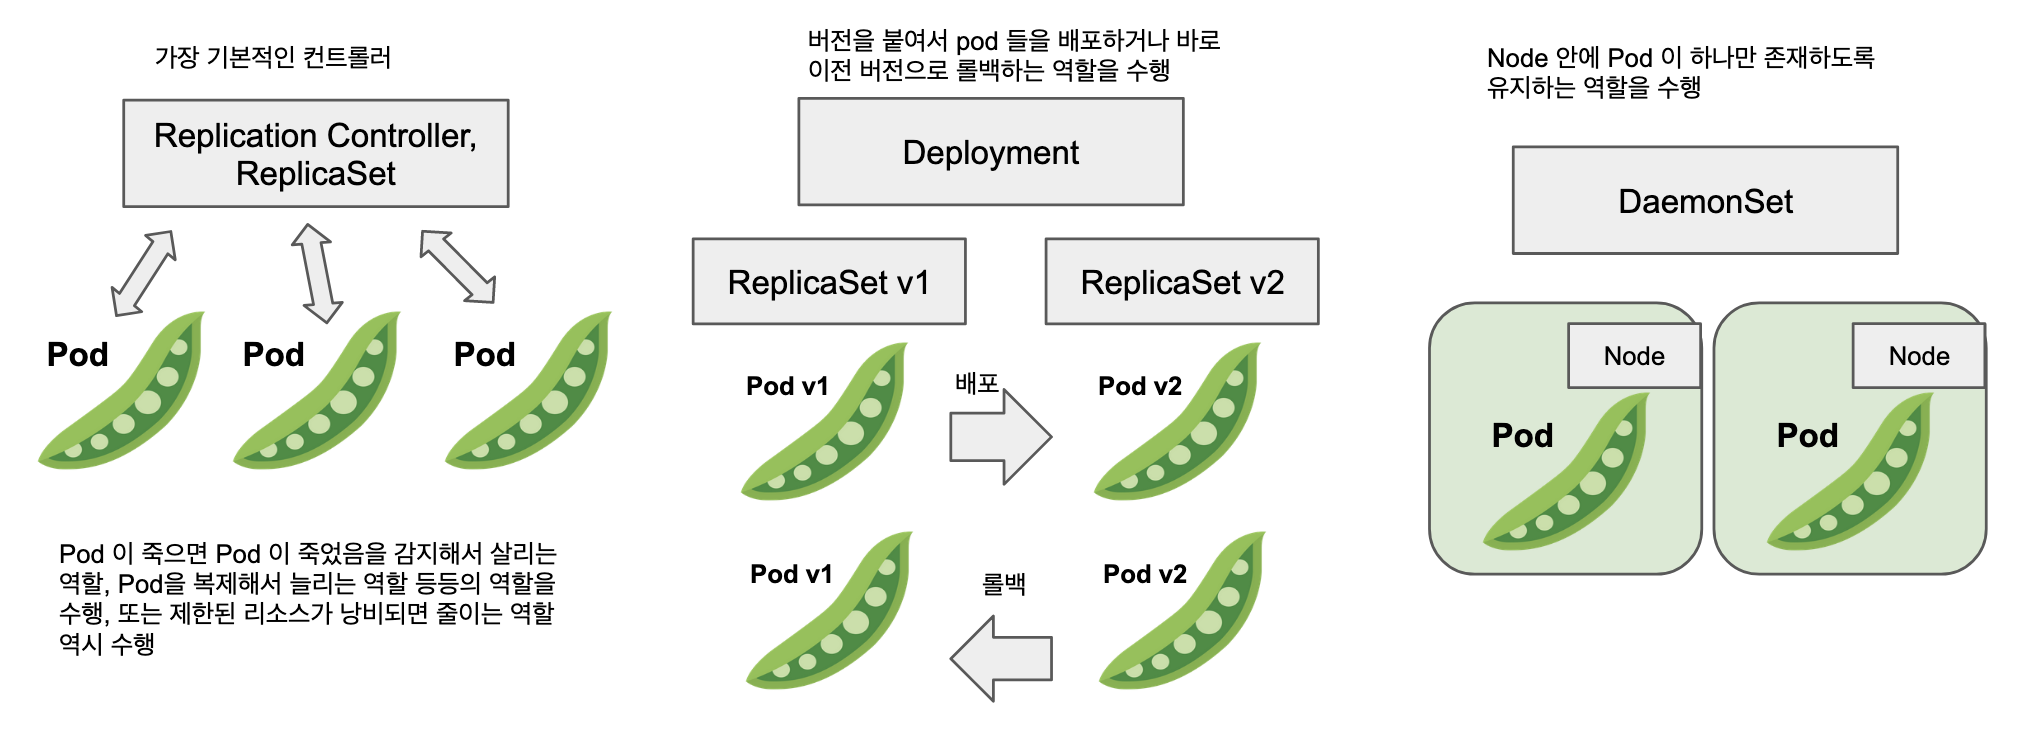 가장 기본적인 컨트롤러
Replication Controller,
ReplicaSet
Pod
Pod
Pod
Pod 이 죽으면 Pod 이 죽었음을 감지해서 살리는
역할, Pod을 복제해서 늘리는 역할 등등의 역할을
수행, 또는 제한된 리소스가 낭비되면 줄이는 역할
역시 수행
버전을 붙여서 pod 들을 배포하거나 바로
이전 버전으로 롤백하는 역할을 수행
Deployment
ReplicaSet v1
ReplicaSet v2
Pod v1
배포
Pod v2
Pod v1
롤백
Pod v2
Node 안에 Pod 이 하나만 존재하도록
유지하는 역할을 수행
DaemonSet
Node
Pod
Node
Pod